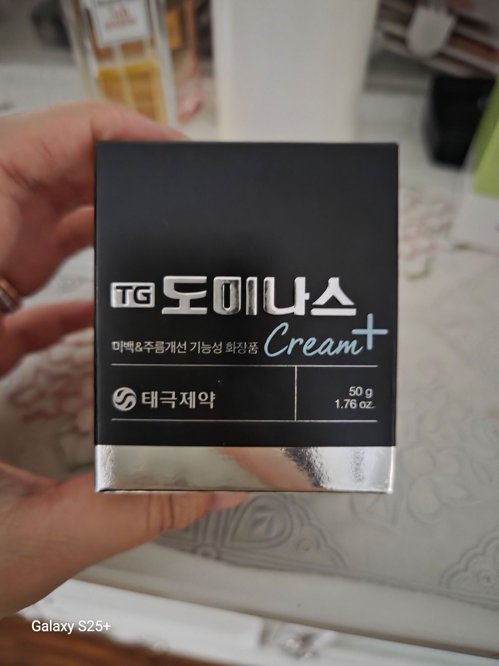 TG 도미나스
미백&주름개선 기능성 화장품 Cream+
태극제약
50 g
1.76 oz.
Galaxy S25+